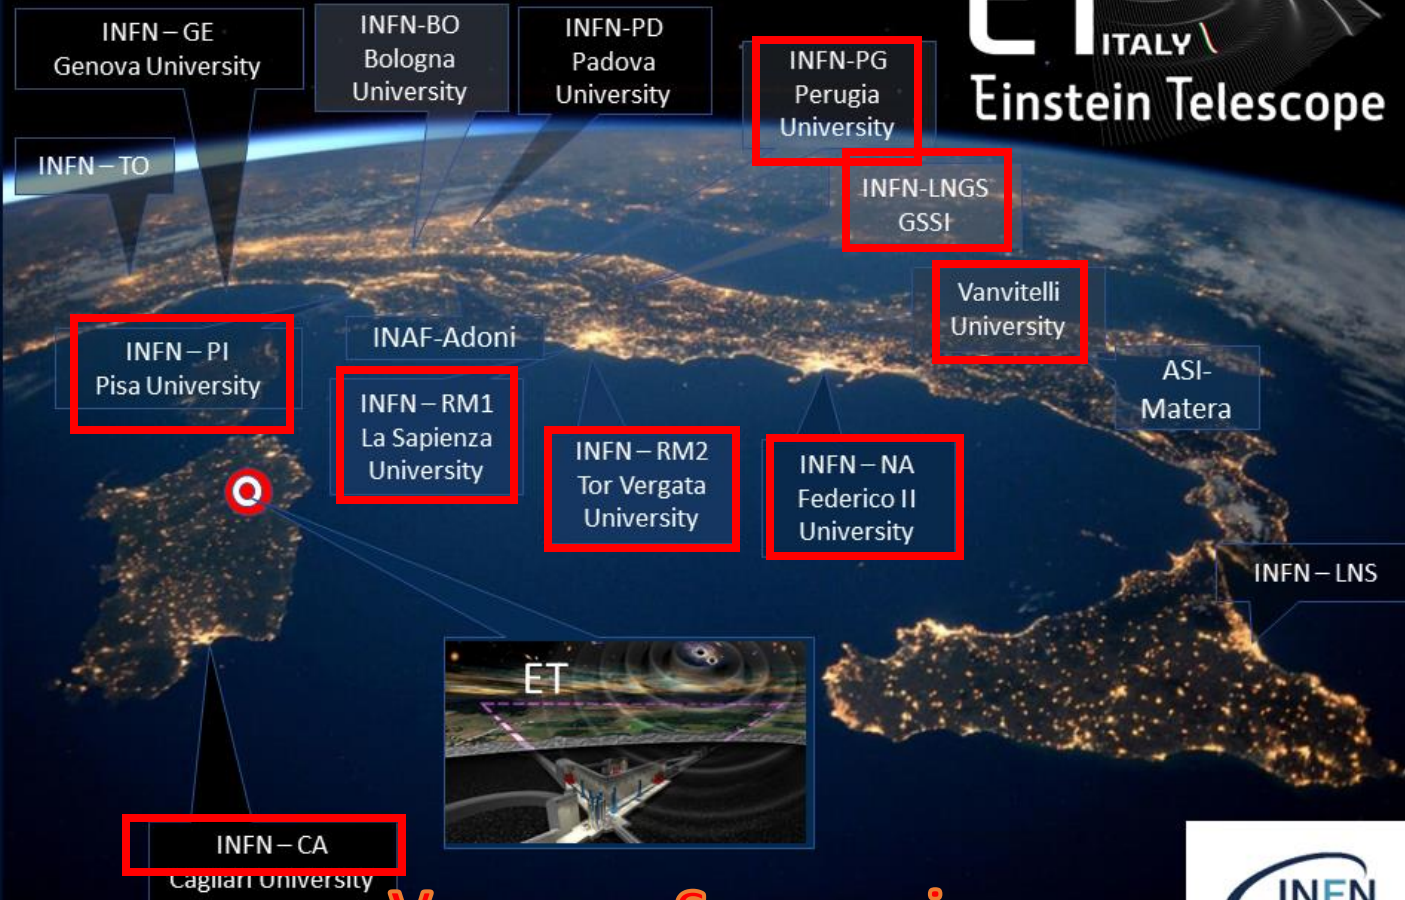 INFN – GE
Genova University
INFN-BO
Bologna
University
INFN-PD
Padova
University
INFN-PG
Perugia
University
ET
ITALY
Einstein Telescope
INFN – TO
INFN-LNGS
GSSI
Vanvitelli
University
INFN – PI
Pisa University
INAF-Adoni
ASI-
Matera
INFN – RM1
La Sapienza
University
INFN – RM2
Tor Vergata
University
INFN – NA
Federico II
University
INFN – LNS
ET
INFN – CA
Cagliari University
INFN